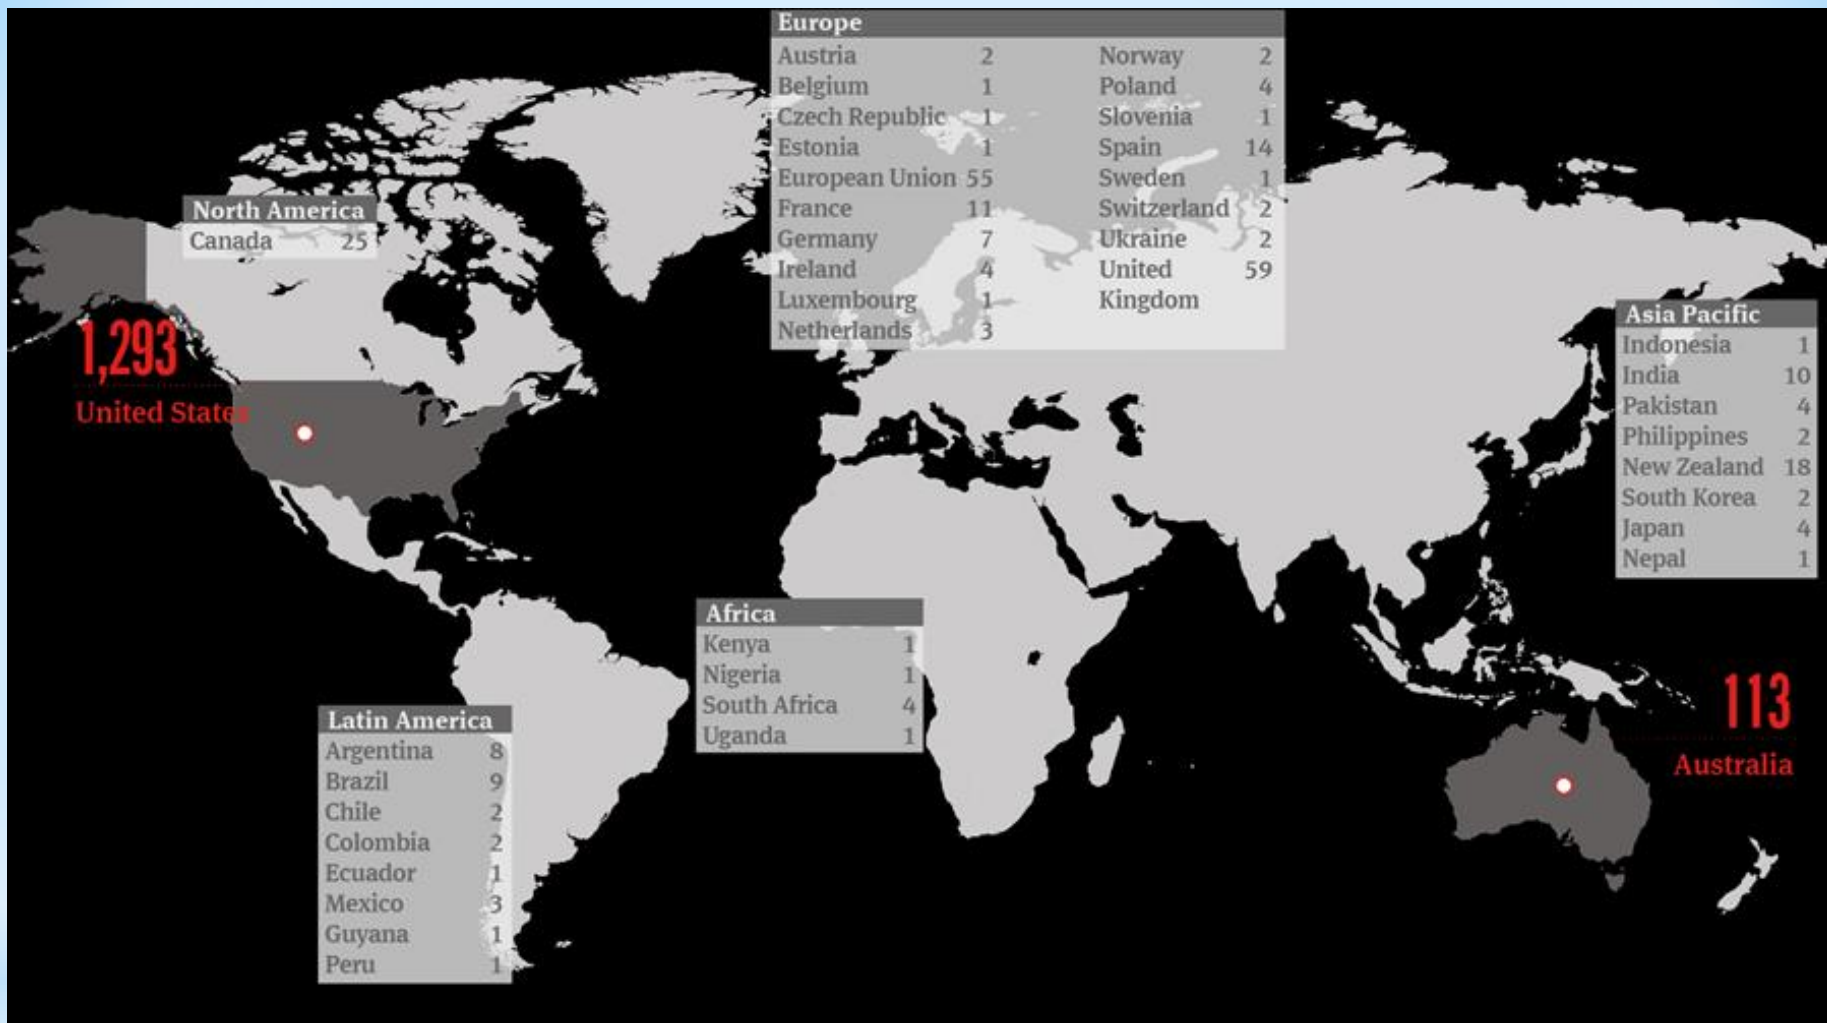 Europe
Austria 2
Belgium 1
Czech Republic 1
Estonia 1
European Union 55
France 11
Germany 7
Ireland 4
Luxembourg 1
Netherlands 3
Norway 2
Poland 4
Slovenia 1
Spain 14
Sweden 1
Switzerland 2
Ukraine 2
United 59
Kingdom
North America
Canada 25
1,293
United States
Asia Pacific
Indonesia 1
India 10
Pakistan 4
Philippines 2
New Zealand 18
South Korea 2
Japan 4
Nepal 1
Africa
Kenya 1
Nigeria 1
South Africa 4
Uganda 1
113
Australia
Latin America
Argentina 8
Brazil 9
Chile 2
Colombia 2
Ecuador 1
Mexico 3
Guyana 1
Peru 1